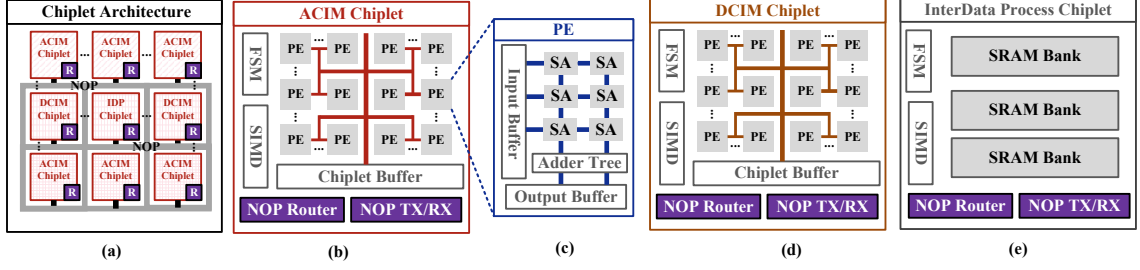 Chiplet Architecture
ACIM Chiplet R ... ACIM Chiplet R ... ACIM Chiplet R
NOP
DCIM Chiplet R ... IDP Chiplet R ... DCIM Chiplet R
NOP
ACIM Chiplet R ACIM Chiplet R ACIM Chiplet R
(a)
ACIM Chiplet
FSM
SIMD
PE ... PE PE ... PE
PE PE PE PE
PE ... PE PE ... PE
Chiplet Buffer
NOP Router NOP TX/RX
(b)
PE
Input Buffer
SA SA
SA SA
SA SA
Adder Tree
Output Buffer
(c)
DCIM Chiplet
FSM
SIMD
PE ... PE PE ... PE
PE PE PE PE
PE ... PE PE ... PE
Chiplet Buffer
NOP Router NOP TX/RX
(d)
InterData Process Chiplet
FSM
SIMD
SRAM Bank
SRAM Bank
SRAM Bank
NOP Router NOP TX/RX
(e)